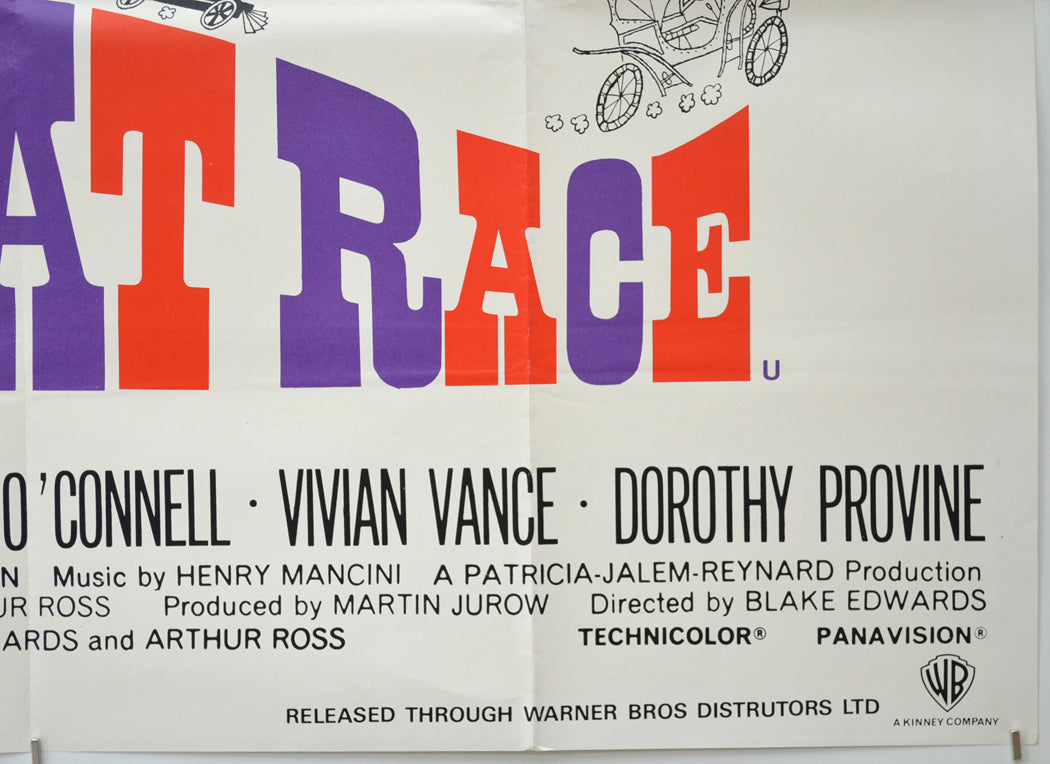 AT RACE
U
O'CONNELL · VIVIAN VANCE · DOROTHY PROVINE
N Music by HENRY MANCINI A PATRICIA-JALEM-REYNARD Production
UR ROSS Produced by MARTIN JUROW Directed by BLAKE EDWARDS
ARDS and ARTHUR ROSS TECHNICOLOR® PANAVISION®
WB
RELEASED THROUGH WARNER BROS DISTRUTORS LTD
A KINNEY COMPANY